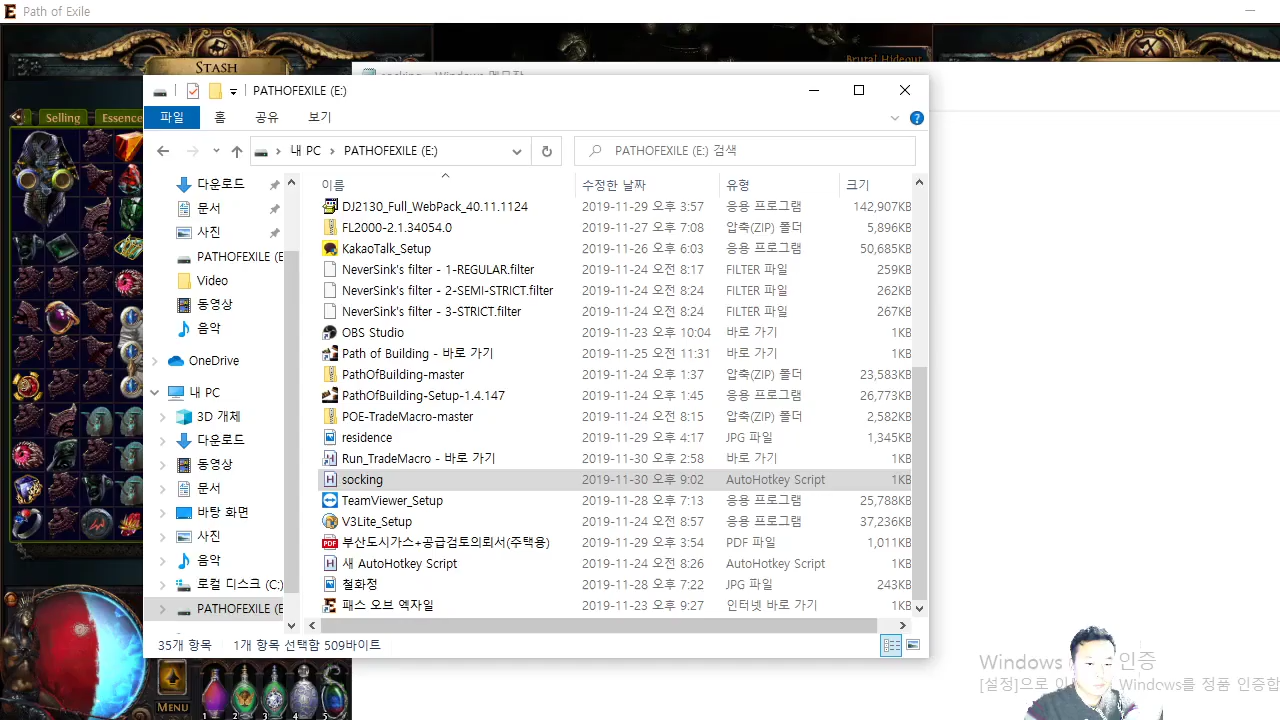 Path of Exile
STASH
Brutal Hideout
Selling
Essence
PATHOFEXILE (E:)
파일 홈 공유 보기
내 PC PATHOFEXILE (E:)
PATHOFEXILE (E:) 검색
다운로드
문서
사진
PATHOFEXILE (E
Video
동영상
음악
OneDrive
내 PC
3D 개체
다운로드
동영상
문서
바탕 화면
사진
음악
로컬 디스크 (C:)
PATHOFEXILE (E
이름 수정한 날짜 유형 크기
DJ2130_Full_WebPack_40.11.1124 2019-11-29 오후 3:57 응용 프로그램 142,907KB
FL2000-2.1.34054.0 2019-11-27 오후 7:08 압축(ZIP) 폴더 5,896KB
KakaoTalk_Setup 2019-11-26 오후 6:03 응용 프로그램 50,685KB
NeverSink's filter - 1-REGULAR.filter 2019-11-24 오전 8:17 FILTER 파일 259KB
NeverSink's filter - 2-SEMI-STRICT.filter 2019-11-24 오전 8:24 FILTER 파일 262KB
NeverSink's filter - 3-STRICT.filter 2019-11-24 오전 8:24 FILTER 파일 267KB
OBS Studio 2019-11-23 오후 10:04 바로 가기 1KB
Path of Building - 바로 가기 2019-11-25 오전 11:31 바로 가기 1KB
PathOfBuilding-master 2019-11-24 오후 1:37 압축(ZIP) 폴더 23,583KB
PathOfBuilding-Setup-1.4.147 2019-11-24 오후 1:45 응용 프로그램 26,773KB
POE-TradeMacro-master 2019-11-24 오전 8:15 압축(ZIP) 폴더 2,582KB
residence 2019-11-29 오후 4:17 JPG 파일 1,345KB
Run_TradeMacro - 바로 가기 2019-11-30 오후 2:58 바로 가기 1KB
socking 2019-11-30 오후 9:02 AutoHotkey Script 1KB
TeamViewer_Setup 2019-11-28 오후 7:13 응용 프로그램 25,788KB
V3Lite_Setup 2019-11-24 오전 8:57 응용 프로그램 37,236KB
부산도시가스+공급검토의뢰서(주택용) 2019-11-29 오후 3:54 PDF 파일 1,011KB
새 AutoHotkey Script 2019-11-24 오전 8:26 AutoHotkey Script 1KB
철화정 2019-11-28 오후 7:22 JPG 파일 243KB
패스 오브 엑자일 2019-11-23 오후 9:27 인터넷 바로 가기 1KB
35개 항목 1개 항목 선택함 509바이트
MENU
1 2 3 4 5
Windows 인증
[설정]으로 이 Windows를 정품 인증합